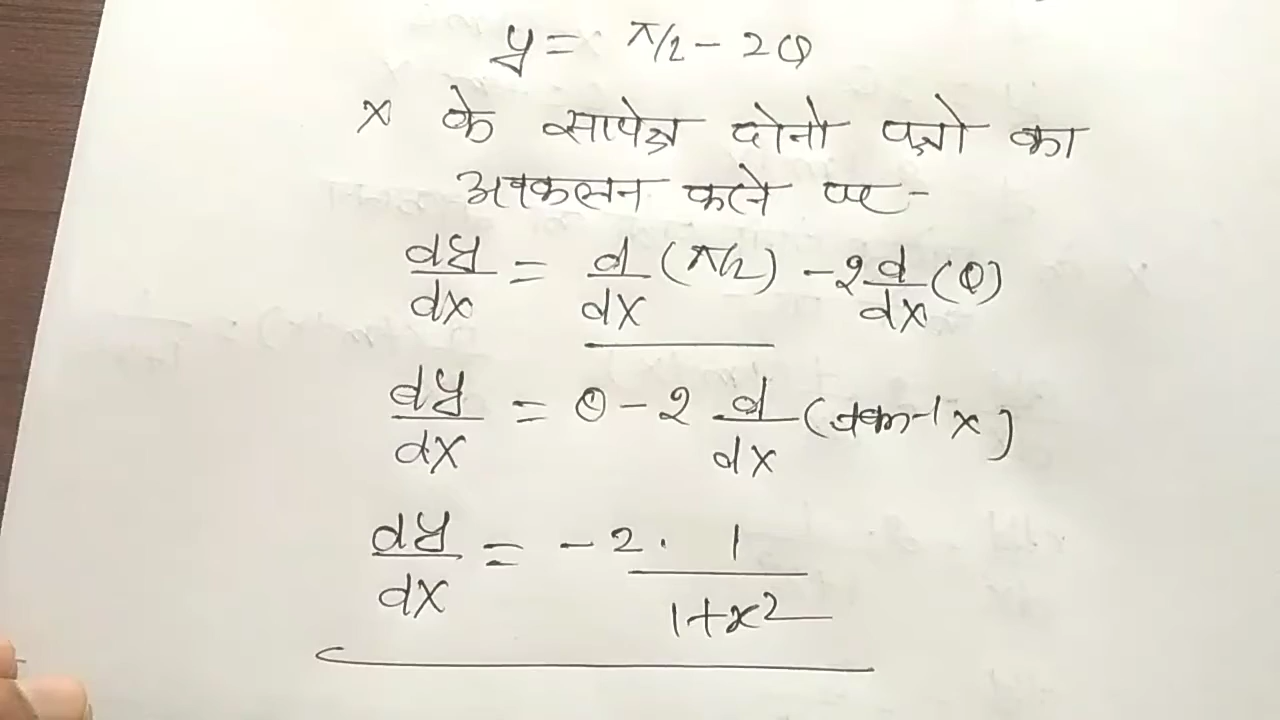 y = π/2 - 2θ
x के सापेक्ष दोनो पक्षो का
अवकलन करने पर -
dy/dx = d/dx (π/2) - 2 d/dx (θ)
dy/dx = 0 - 2 d/dx (tan-1 x)
dy/dx = -2 . 1/1+x2